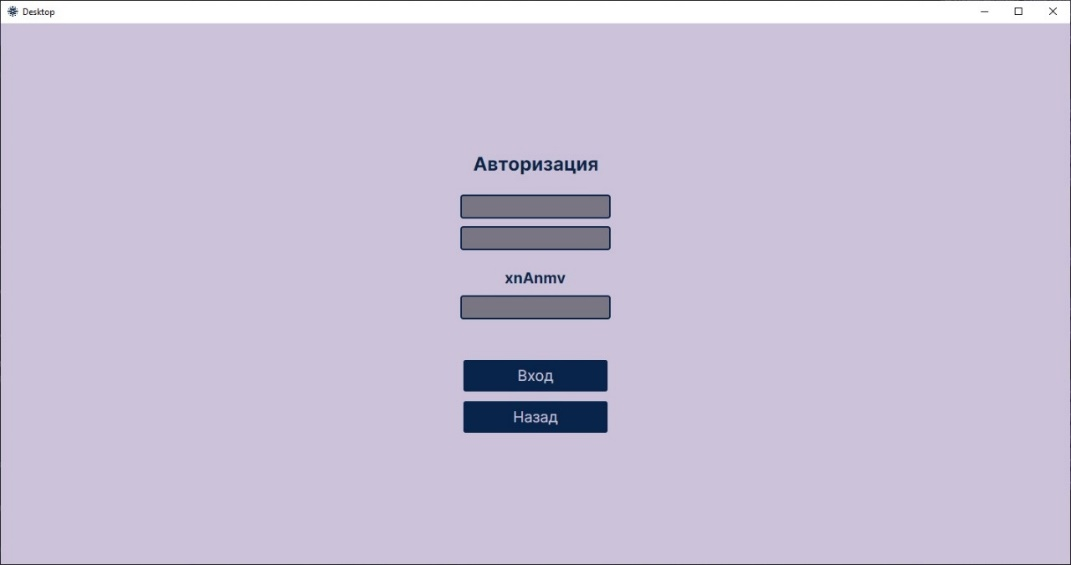 Desktop
Авторизация
xnAnmv
Вход
Назад